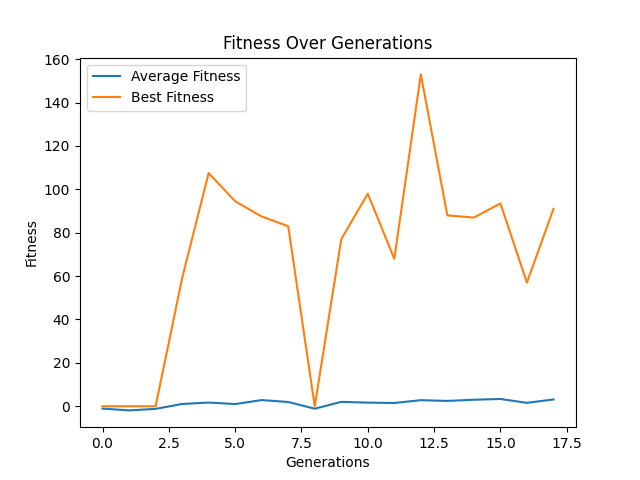 Fitness Over Generations
Average Fitness
Best Fitness
160
140
120
100
80
60
40
20
0
Fitness
0.0 2.5 5.0 7.5 10.0 12.5 15.0 17.5
Generations